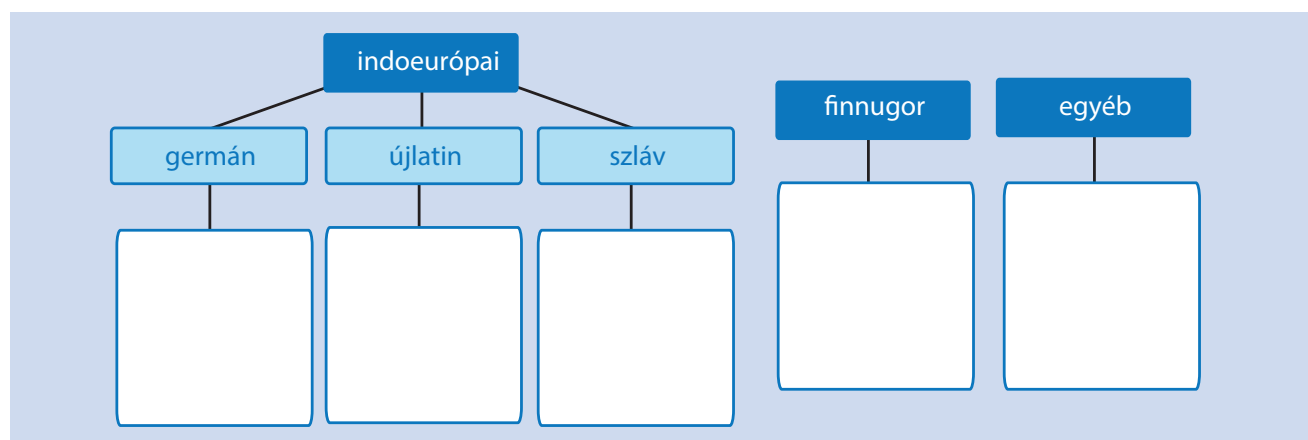 indoeurópai
finnugor
egyéb
germán
újlatin
szláv